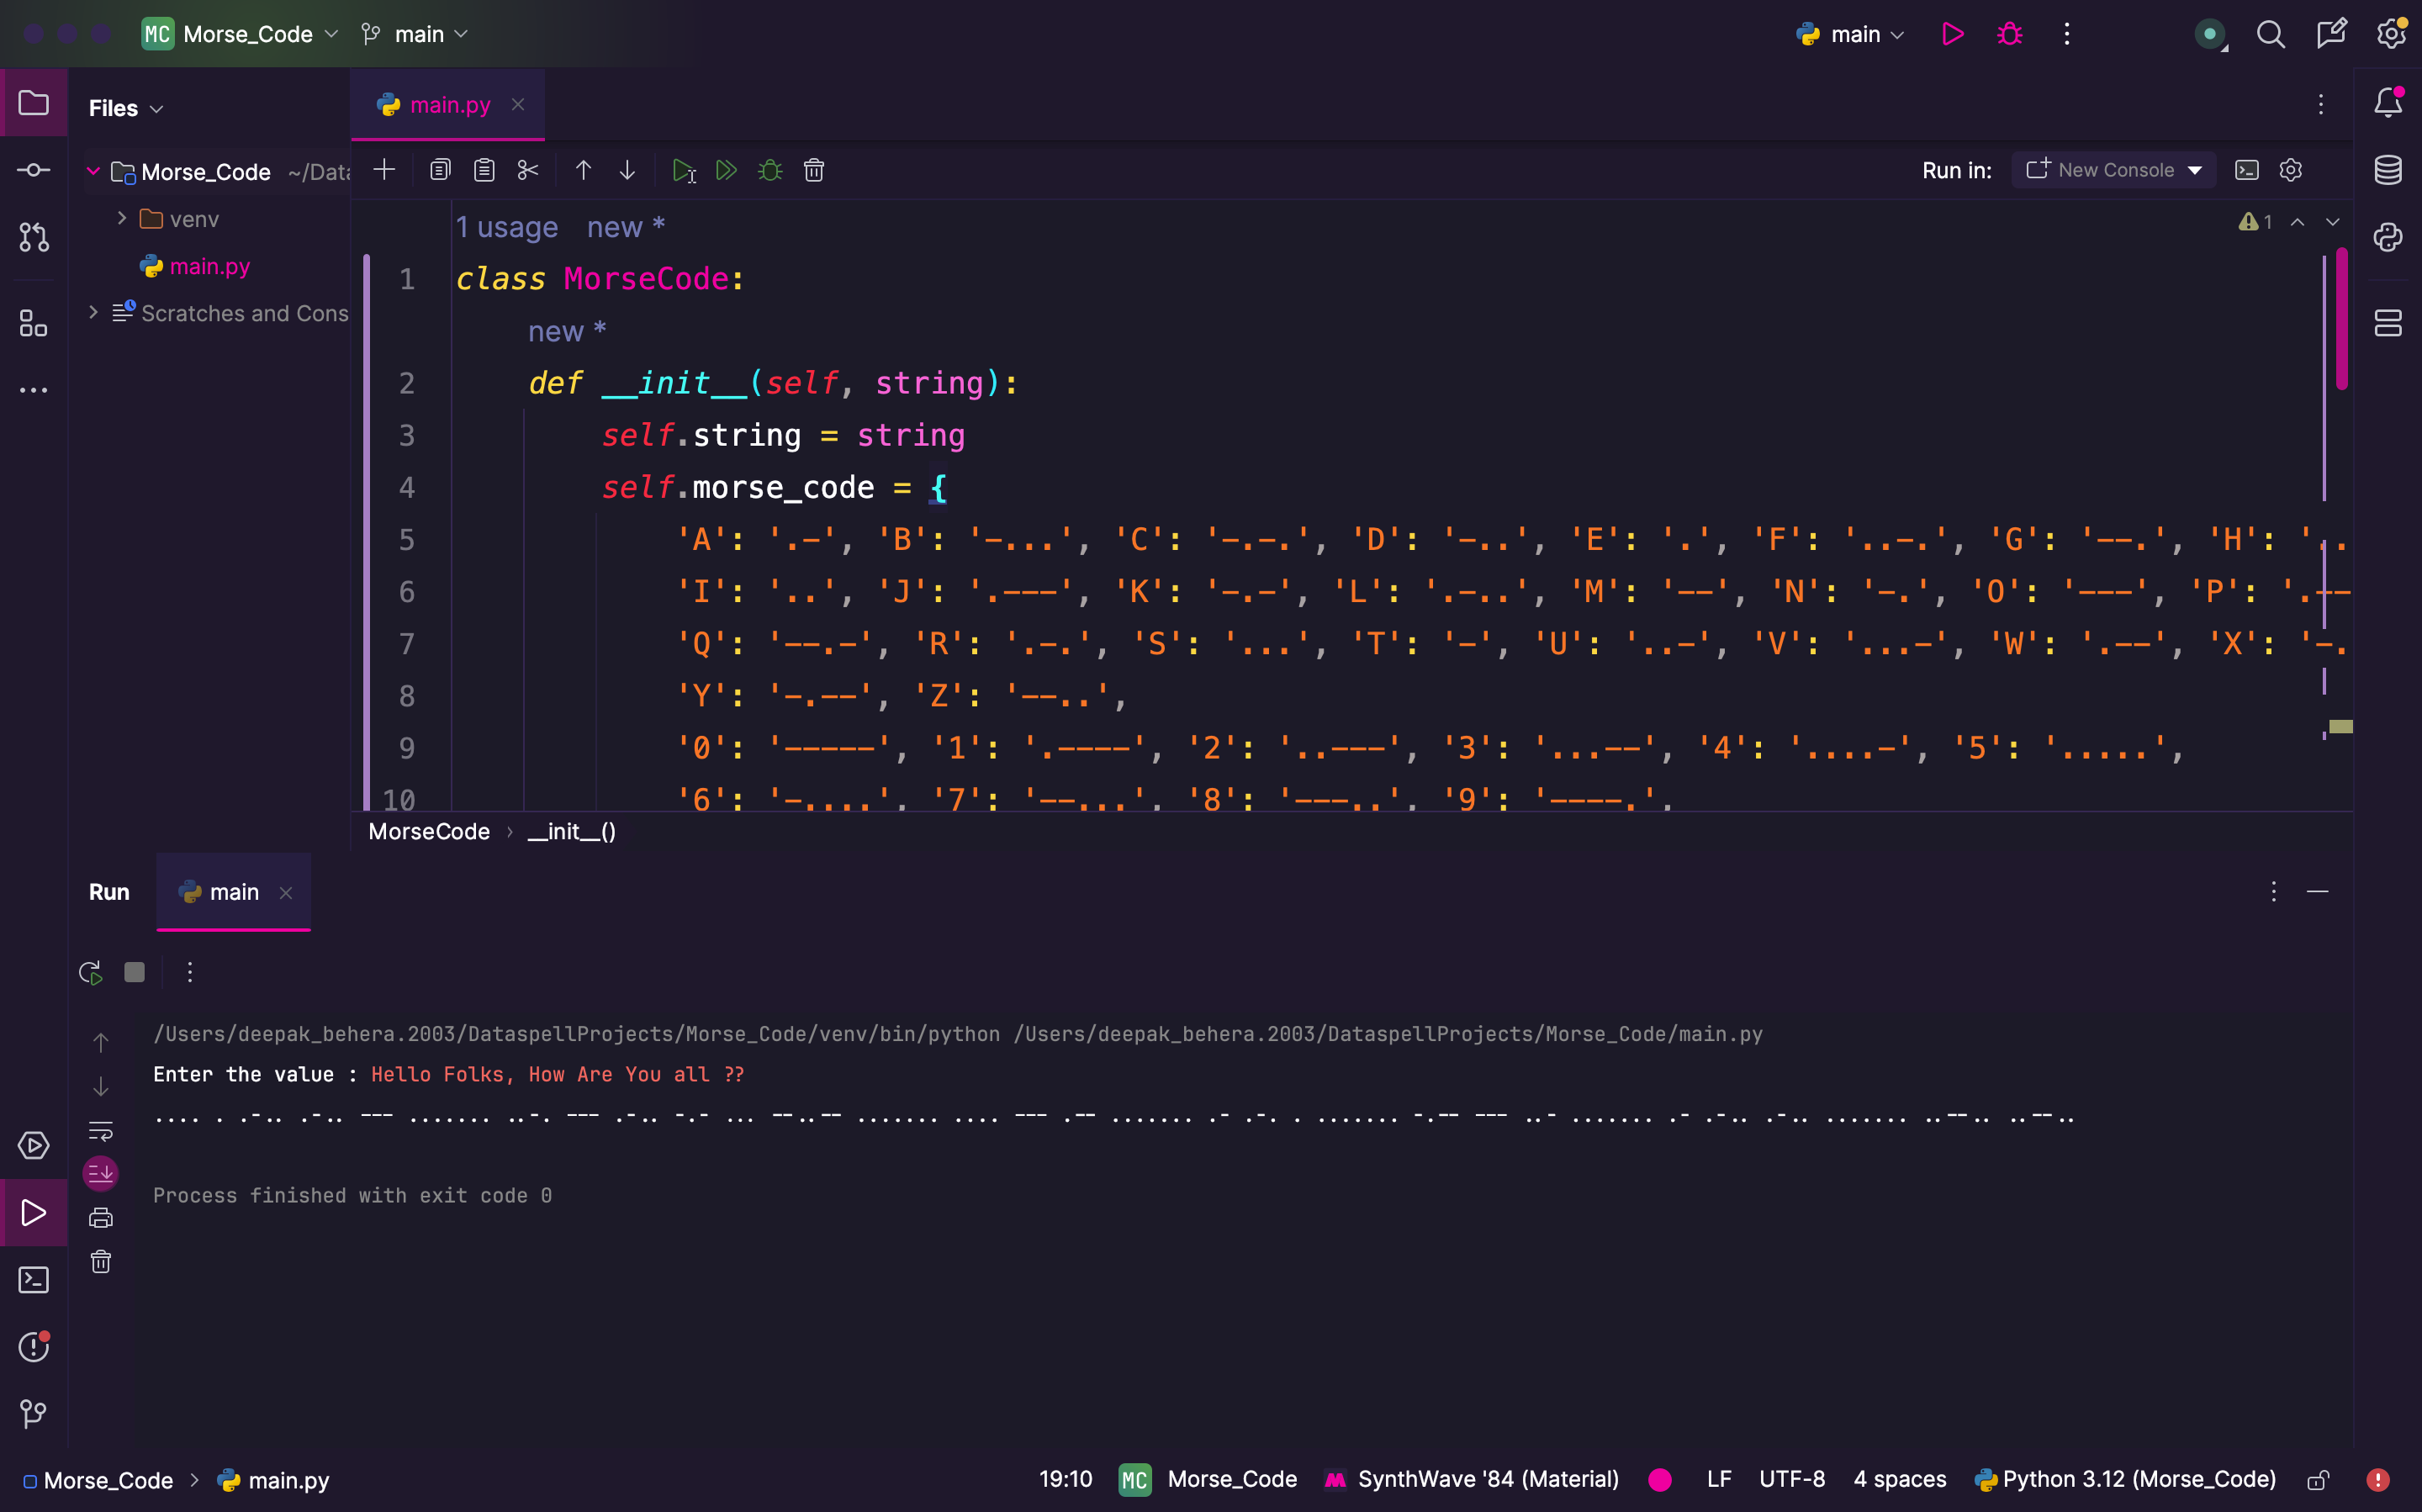 MC Morse_Code main
main
Files
main.py
Morse_Code ~/Data
venv
main.py
Scratches and Cons
Run in: New Console
1 usage new *
1
1 class MorseCode:
new *
2 def __init__(self, string):
3 self.string = string
4 self.morse_code = {
5 'A': '.-', 'B': '-...', 'C': '-.-.', 'D': '-..', 'E': '.', 'F': '..-.', 'G': '--.', 'H': '..
6 'I': '..', 'J': '.---', 'K': '-.-', 'L': '.-..', 'M': '--', 'N': '-.', 'O': '---', 'P': '.--
7 'Q': '--.-', 'R': '.-.', 'S': '...', 'T': '-', 'U': '..-', 'V': '...-', 'W': '.--', 'X': '-.
8 'Y': '-.--', 'Z': '--..',
9 '0': '-----', '1': '.----', '2': '..---', '3': '...--', '4': '....-', '5': '.....',
10 '6': '-....', '7': '--...', '8': '---..', '9': '----.',
MorseCode › __init__()
Run main
/Users/deepak_behera.2003/DataspellProjects/Morse_Code/venv/bin/python /Users/deepak_behera.2003/DataspellProjects/Morse_Code/main.py
Enter the value : Hello Folks, How Are You all ??
.... . .-.. .-.. --- ....... ..-. --- .-.. -.- ... --..-- ....... .... --- .-- ....... .- .-. . ....... -.-- --- ..- ....... .- .-.. .-.. ....... ..--.. ..--..
Process finished with exit code 0
Morse_Code > main.py
19:10 MC Morse_Code SynthWave '84 (Material) LF UTF-8 4 spaces Python 3.12 (Morse_Code)